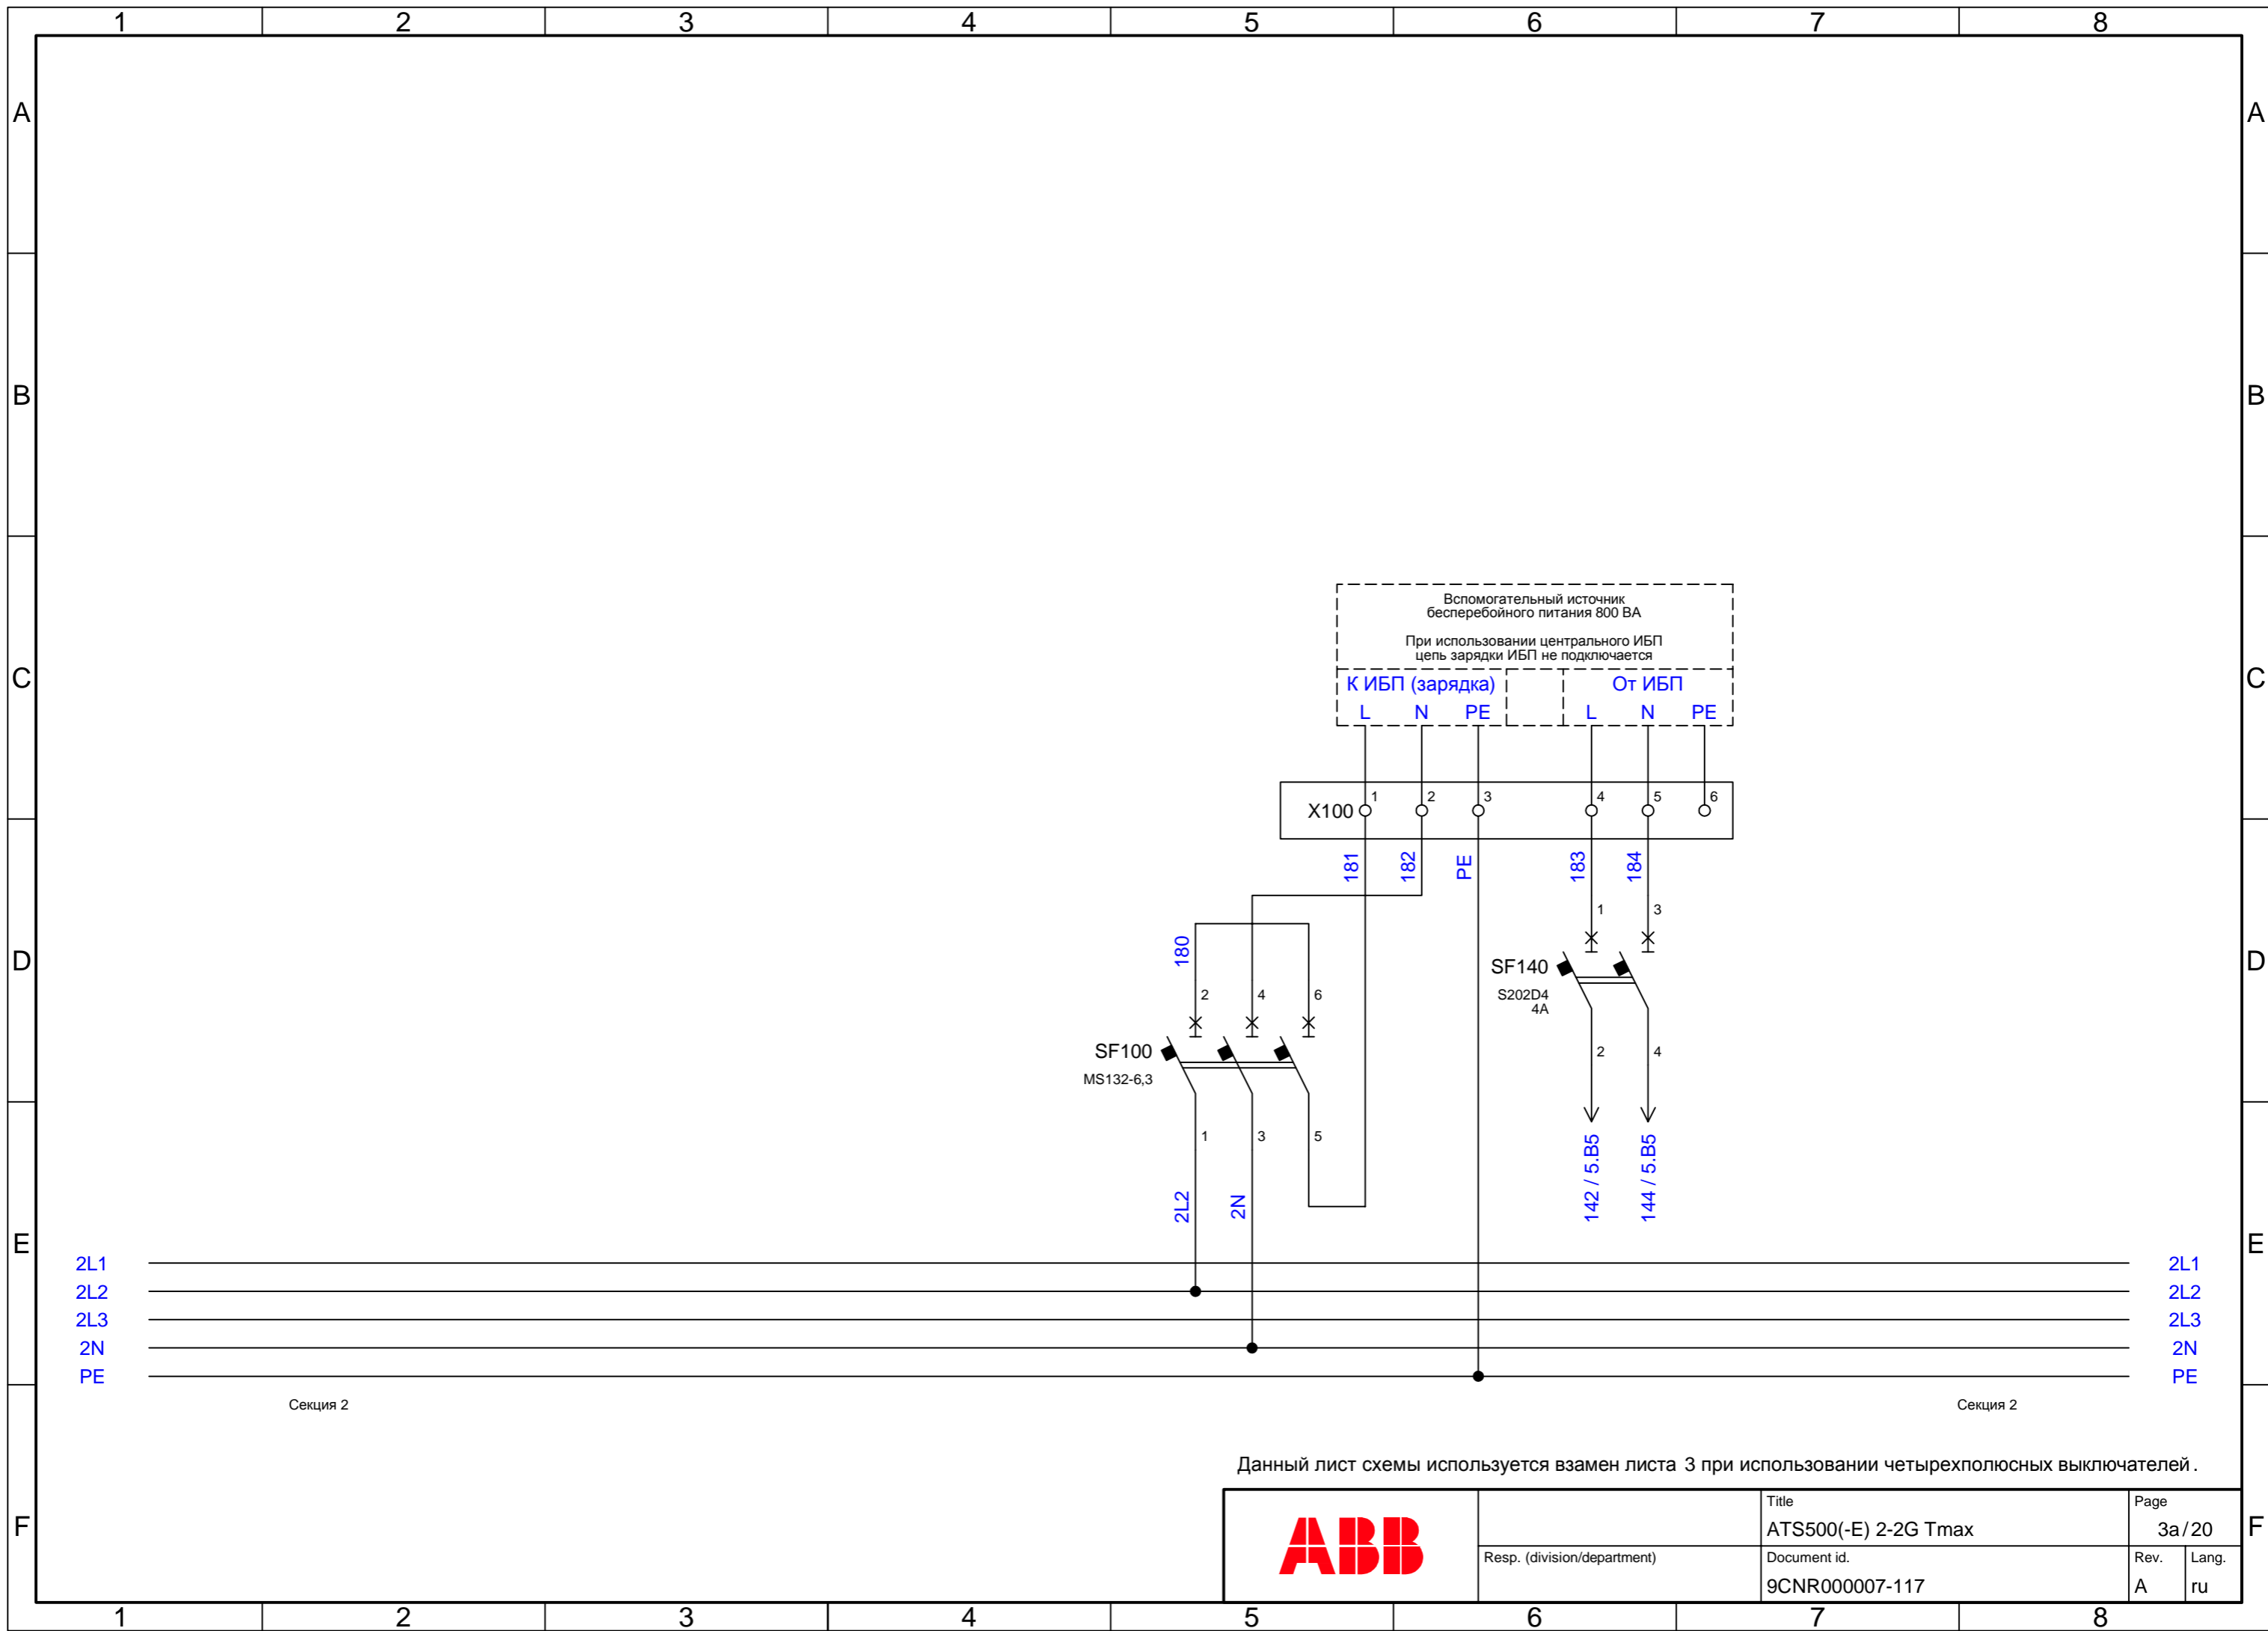 1 2 3 4 5 6 7 8
A A
B B
Вспомогательный источник
бесперебойного питания 800 ВА
При использовании центрального ИБП
цепь зарядки ИБП не подключается
C C
К ИБП (зарядка) От ИБП
L N PE L N PE
X100 1 2 3 4 5 6
181 182 PE 183 184
1 3
180
D D
SF140
S202D4
4A
2 4 6
SF100
MS132-6,3
2 4
1 3 5
142 / 5.B5
144 / 5.B5
2L2 2N
E E
2L1 2L1
2L2 2L2
2L3 2L3
2N 2N
PE PE
Секция 2 Секция 2
Данный лист схемы используется взамен листа 3 при использовании четырехполюсных выключателей.
F F
ABB
Title Page
ATS500(-E) 2-2G Tmax 3a/20
Resp. (division/department) Document id. Rev. Lang.
9CNR000007-117 A ru
1 2 3 4 5 6 7 8